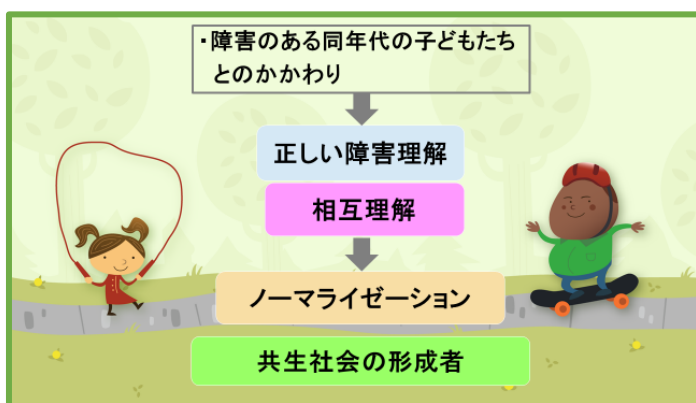 ・障害のある同年代の子どもたち
とのかかわり
正しい障害理解
相互理解
ノーマライゼーション
共生社会の形成者